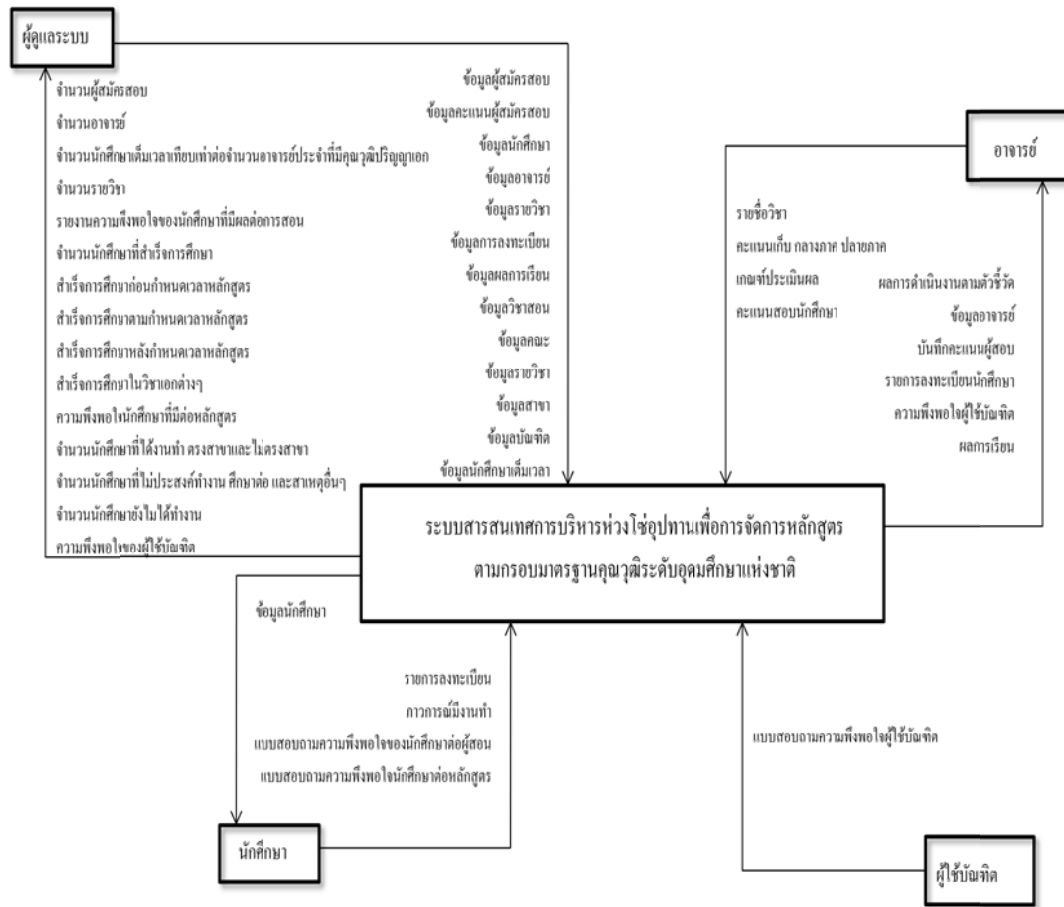 ผู้ดูแลระบบ
จำนวนผู้สมัครสอบ
จำนวนอาจารย์
จำนวนนักศึกษาเต็มเวลาเทียบเท่าต่อจำนวนอาจารย์ประจำที่มีคุณวุฒิปริญญาเอก
จำนวนรายวิชา
รายงานความพึงพอใจของนักศึกษาที่มีผลต่อการสอน
จำนวนนักศึกษาที่สำเร็จการศึกษา
สำเร็จการศึกษาก่อนกำหนดเวลาหลักสูตร
สำเร็จการศึกษาตามกำหนดเวลาหลักสูตร
สำเร็จการศึกษาหลังกำหนดเวลาหลักสูตร
สำเร็จการศึกษาในวิชาเอกต่างๆ
ความพึงพอใจนักศึกษาที่มีต่อหลักสูตร
จำนวนนักศึกษาที่ได้งานทำ ตรงสาขาและไม่ตรงสาขา
จำนวนนักศึกษาที่ไม่ประสงค์ทำงาน ศึกษาต่อ และสาเหตุอื่นๆ
จำนวนนักศึกษายังไม่ได้ทำงาน
ความพึงพอใจของผู้ใช้บัณฑิต
ข้อมูลผู้สมัครสอบ
ข้อมูลคะแนนผู้สมัครสอบ
ข้อมูลนักศึกษา
ข้อมูลอาจารย์
ข้อมูลรายวิชา
ข้อมูลการลงทะเบียน
ข้อมูลผลการเรียน
ข้อมูลวิชาสอน
ข้อมูลคณะ
ข้อมูลรายวิชา
ข้อมูลสาขา
ข้อมูลบัณฑิต
ข้อมูลนักศึกษาเต็มเวลา
อาจารย์
รายชื่อวิชา
คะแนนเก็บ กลางภาค ปลายภาค
เกณฑ์ประเมินผล
คะแนนสอบนักศึกษา
ผลการดำเนินงานตามตัวชี้วัด
ข้อมูลอาจารย์
บันทึกคะแนนผู้สอบ
รายการลงทะเบียนนักศึกษา
ความพึงพอใจผู้ใช้บัณฑิต
ผลการเรียน
ระบบสารสนเทศการบริหารห่วงโซ่อุปทานเพื่อการจัดการหลักสูตร
ตามกรอบมาตรฐานคุณวุฒิระดับอุดมศึกษาแห่งชาติ
ข้อมูลนักศึกษา
รายการลงทะเบียน
ภาวการณ์มีงานทำ
แบบสอบถามความพึงพอใจของนักศึกษาต่อผู้สอน
แบบสอบถามความพึงพอใจนักศึกษาต่อหลักสูตร
แบบสอบถามความพึงพอใจผู้ใช้บัณฑิต
นักศึกษา
ผู้ใช้บัณฑิต